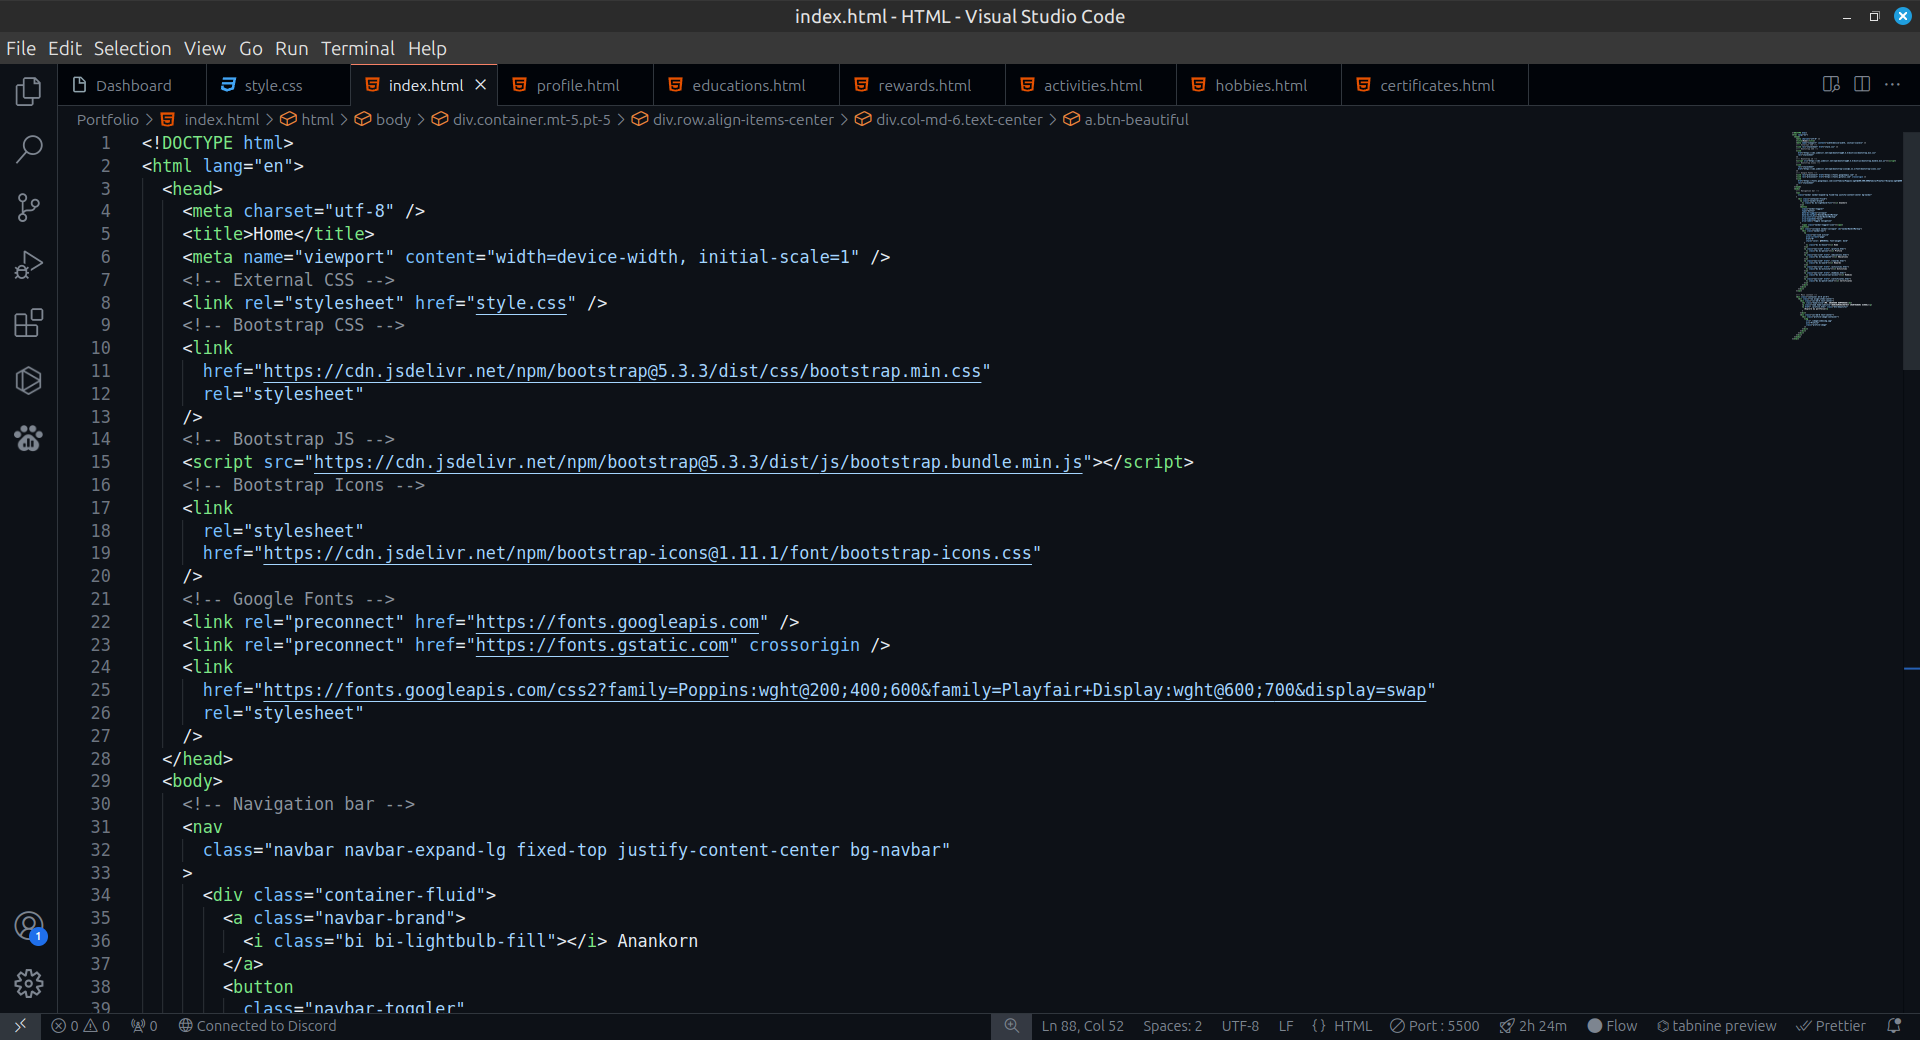 index.html - HTML - Visual Studio Code
File Edit Selection View Go Run Terminal Help
Dashboard style.css index.html profile.html educations.html rewards.html activities.html hobbies.html certificates.html
Portfolio > index.html > html > body > div.container.mt-5.pt-5 > div.row.align-items-center > div.col-md-6.text-center > a.btn-beautiful
1 <!DOCTYPE html>
2 <html lang="en">
3 <head>
4 <meta charset="utf-8" />
5 <title>Home</title>
6 <meta name="viewport" content="width=device-width, initial-scale=1" />
7 <!-- External CSS -->
8 <link rel="stylesheet" href="style.css" />
9 <!-- Bootstrap CSS -->
10 <link
11 href="https://cdn.jsdelivr.net/npm/bootstrap@5.3.3/dist/css/bootstrap.min.css"
12 rel="stylesheet"
13 />
14 <!-- Bootstrap JS -->
15 <script src="https://cdn.jsdelivr.net/npm/bootstrap@5.3.3/dist/js/bootstrap.bundle.min.js"></script>
16 <!-- Bootstrap Icons -->
17 <link
18 rel="stylesheet"
19 href="https://cdn.jsdelivr.net/npm/bootstrap-icons@1.11.1/font/bootstrap-icons.css"
20 />
21 <!-- Google Fonts -->
22 <link rel="preconnect" href="https://fonts.googleapis.com" />
23 <link rel="preconnect" href="https://fonts.gstatic.com" crossorigin />
24 <link
25 href="https://fonts.googleapis.com/css2?family=Poppins:wght@200;400;600&family=Playfair+Display:wght@600;700&display=swap"
26 rel="stylesheet"
27 />
28 </head>
29 <body>
30 <!-- Navigation bar -->
31 <nav
32 class="navbar navbar-expand-lg fixed-top justify-content-center bg-navbar"
33 >
34 <div class="container-fluid">
35 <a class="navbar-brand">
36 <i class="bi bi-lightbulb-fill"></i> Anankorn
37 </a>
38 <button
39 class="navbar-toggler"
1
0 0 0 Connected to Discord Ln 88, Col 52 Spaces: 2 UTF-8 LF {} HTML Port : 5500 2h 24m Flow tabnine preview Prettier